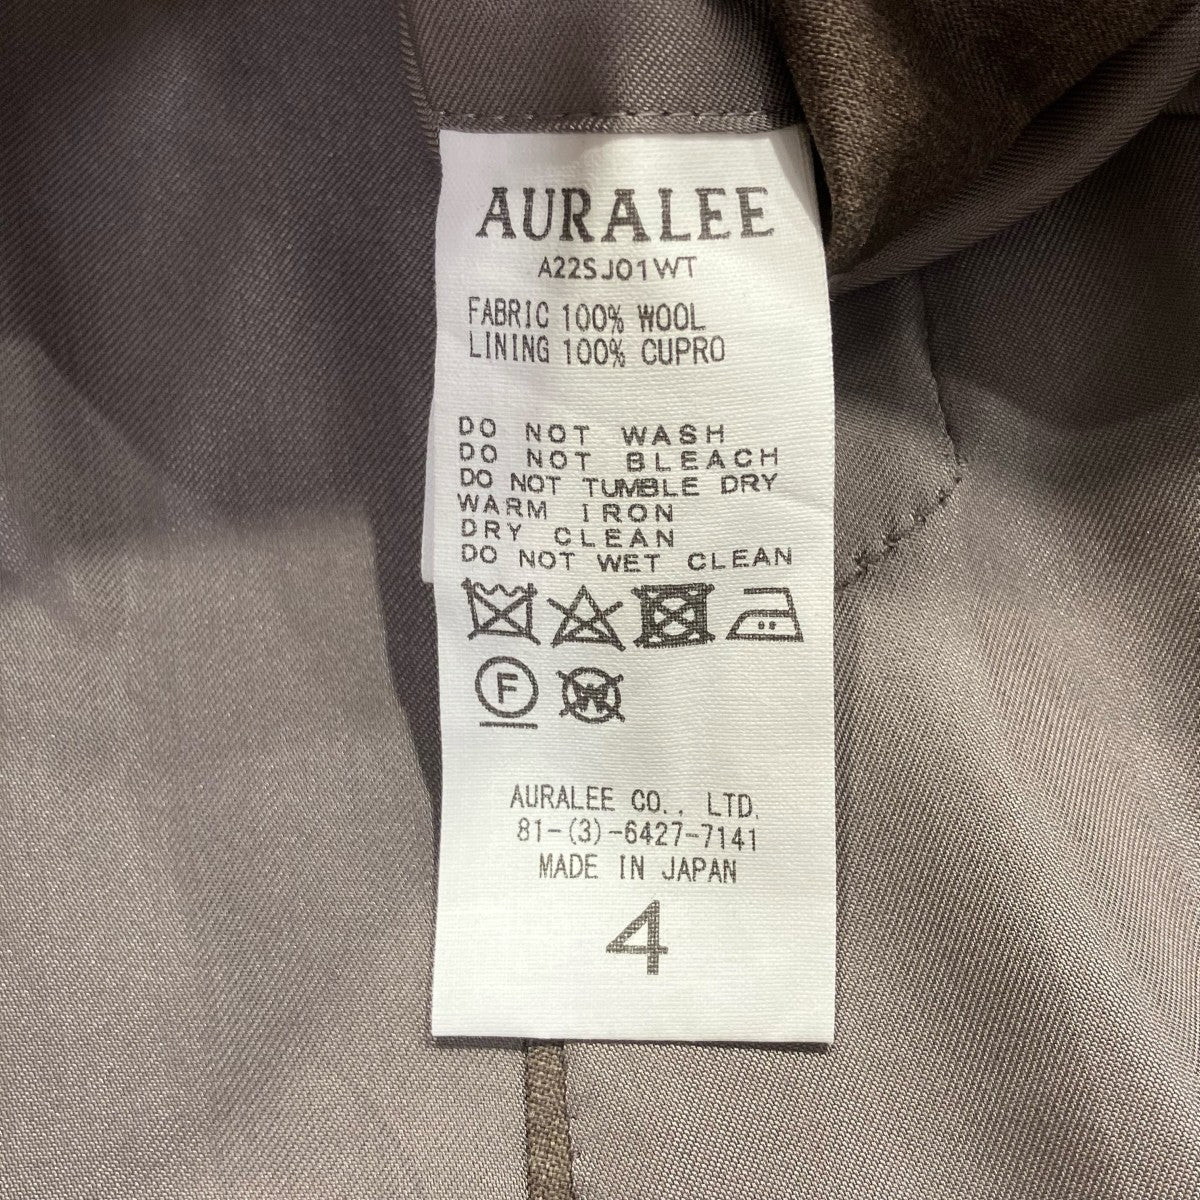 AURALEE
A22SJ01WT
FABRIC 100% WOOL
LINING 100% CUPRO
DO NOT WASH
DO NOT BLEACH
DO NOT TUMBLE DRY
WARM IRON
DRY CLEAN
DO NOT WET CLEAN
F W
AURALEE CO., LTD.
81-(3)-6427-7141
MADE IN JAPAN
4